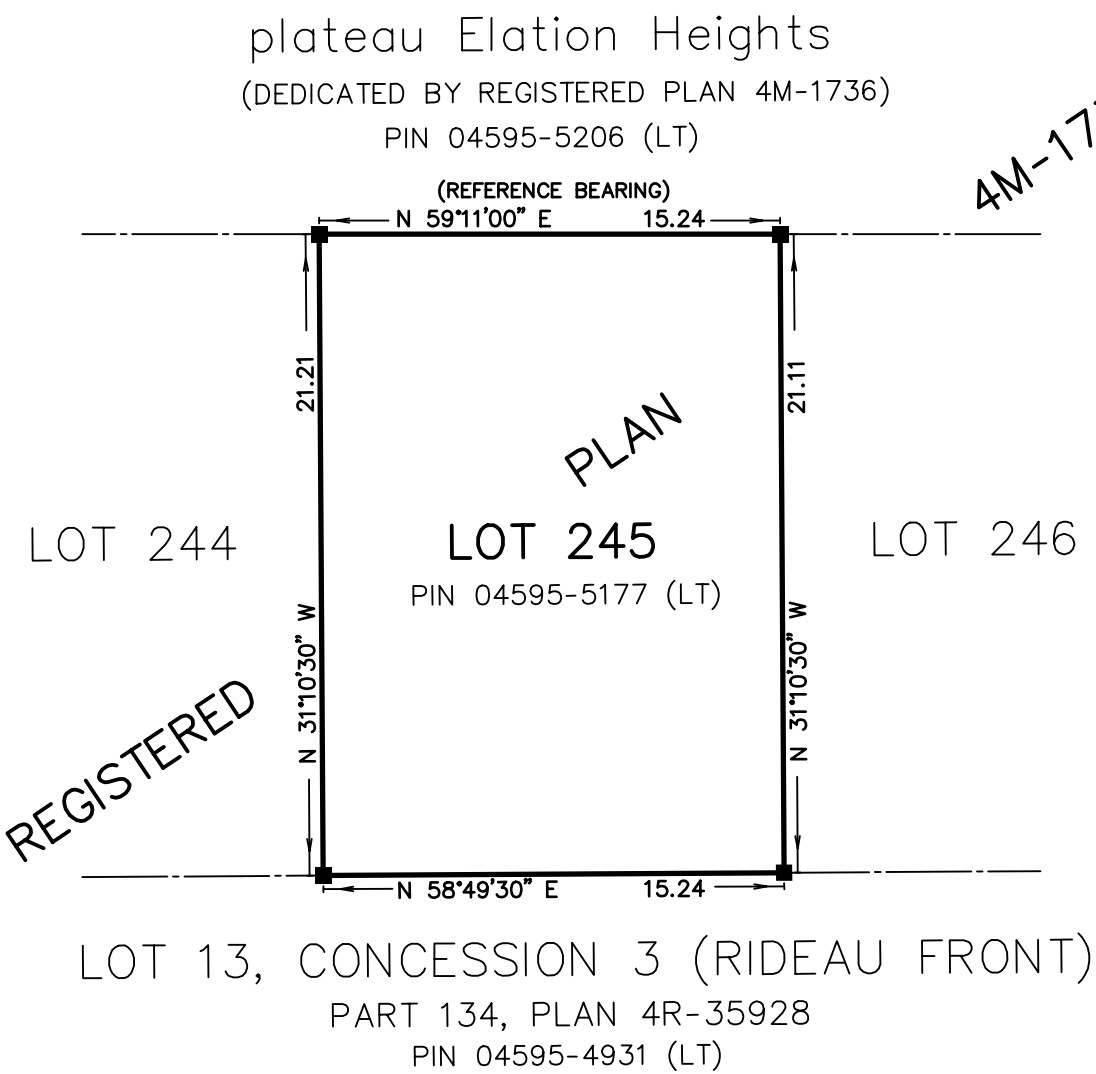 plateau Elation Heights
(DEDICATED BY REGISTERED PLAN 4M-1736)
PIN 04595-5206 (LT)
(REFERENCE BEARING)
N 59°11'00" E 15.24
21.21
21.11
N 31°10'30" W
N 31°10'30" W
LOT 244
LOT 245
PIN 04595-5177 (LT)
LOT 246
REGISTERED PLAN
N 58°49'30" E 15.24
LOT 13, CONCESSION 3 (RIDEAU FRONT)
PART 134, PLAN 4R-35928
PIN 04595-4931 (LT)